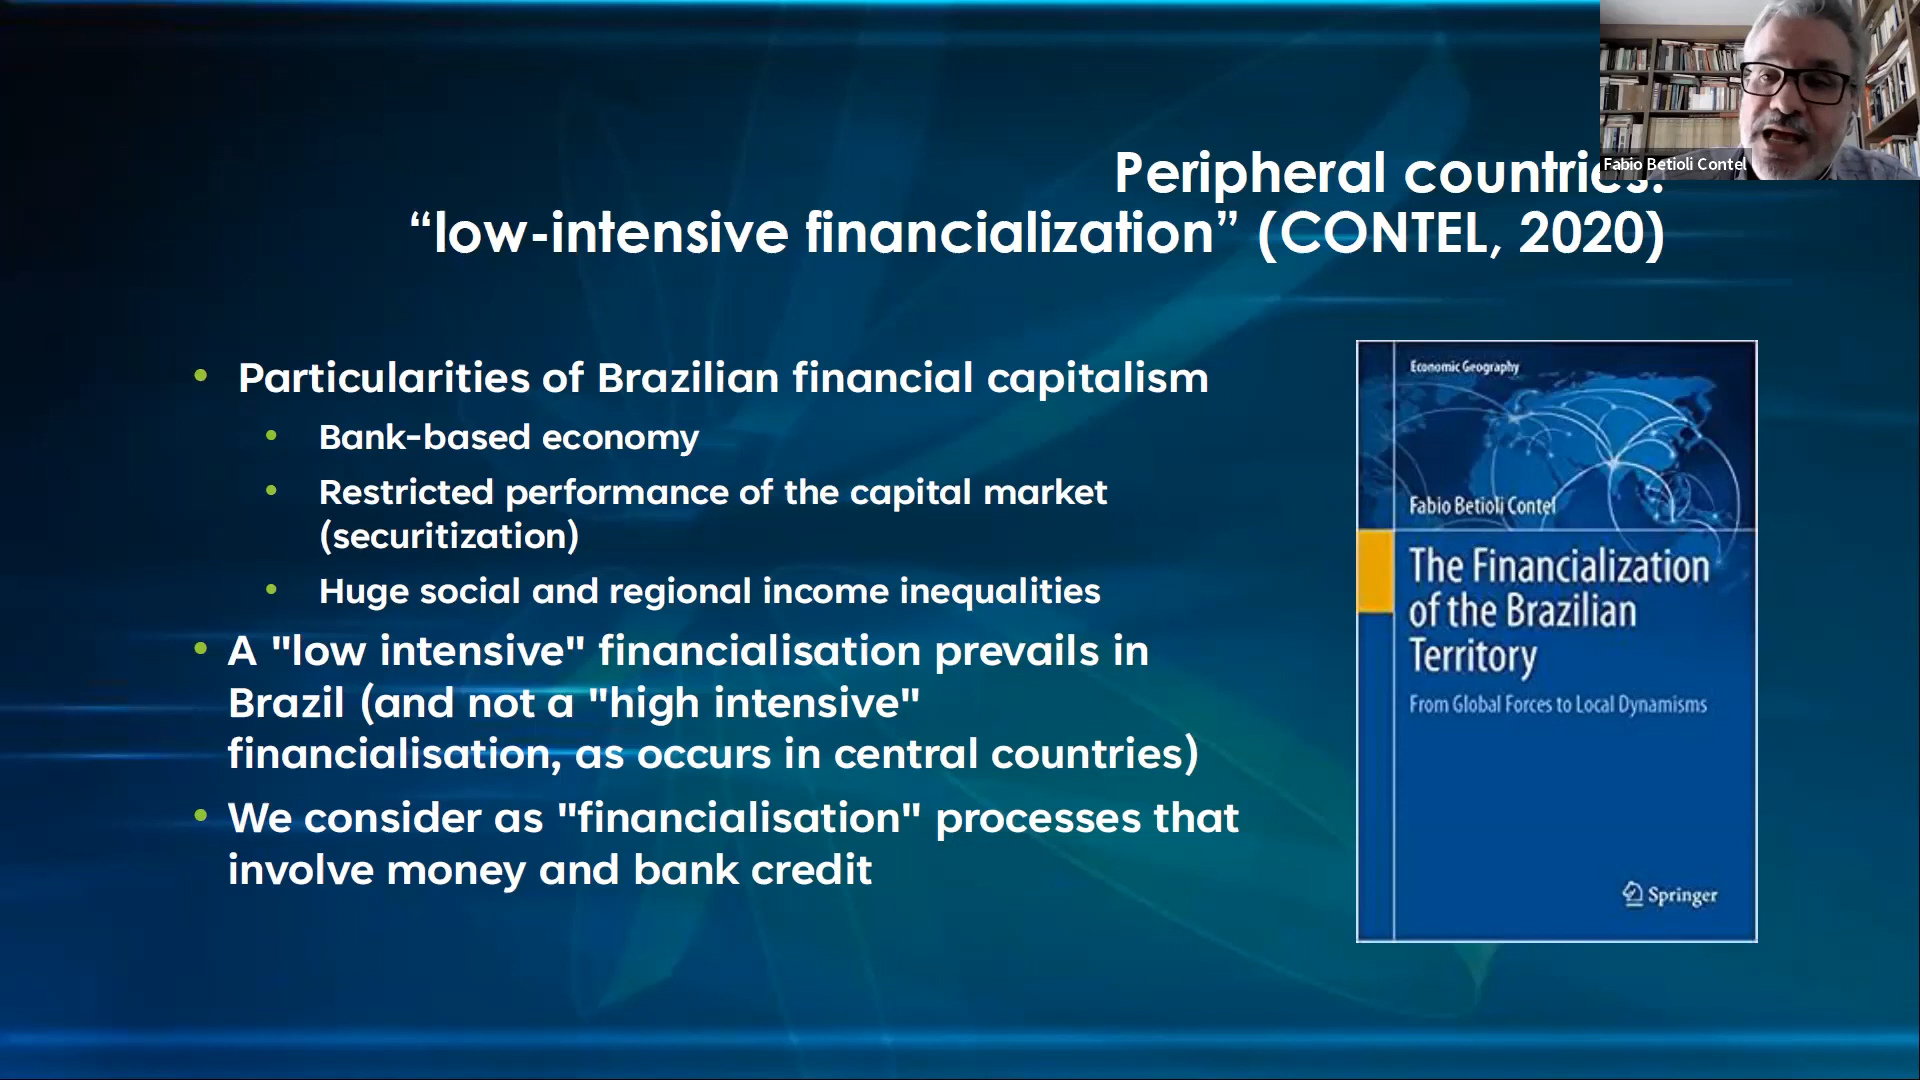 Fabio Betioli Contel
Peripheral countries:
“low-intensive financialization” (CONTEL, 2020)
• Particularities of Brazilian financial capitalism
• Bank-based economy
• Restricted performance of the capital market
(securitization)
• Huge social and regional income inequalities
• A "low intensive" financialisation prevails in
Brazil (and not a "high intensive"
financialisation, as occurs in central countries)
• We consider as "financialisation" processes that
involve money and bank credit
Economic Geography
Fabio Betioli Contel
The Financialization
of the Brazilian
Territory
From Global Forces to Local Dynamisms
Springer